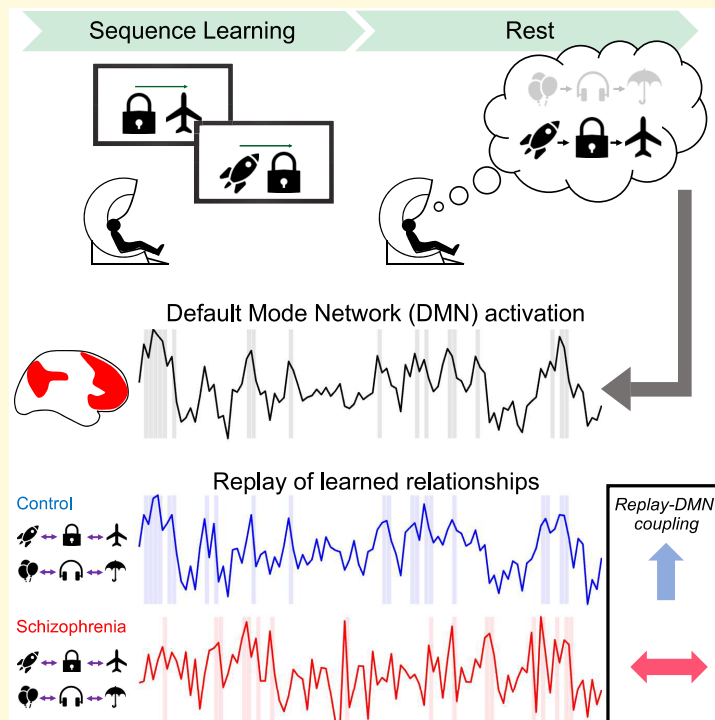 Sequence Learning
Rest
Default Mode Network (DMN) activation
Replay of learned relationships
Control
Schizophrenia
Replay-DMN
coupling